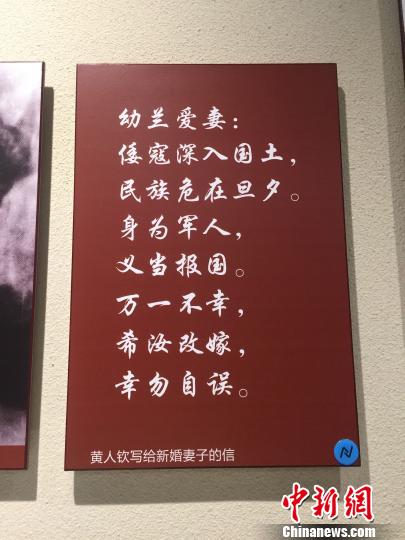 幼兰爱妻：
倭寇深入国土，
民族危在旦夕。
身为军人，
义当报国。
万一不幸，
希汝改嫁，
幸勿自误。
黄人钦写给新婚妻子的信
中新网
Chinanews.com